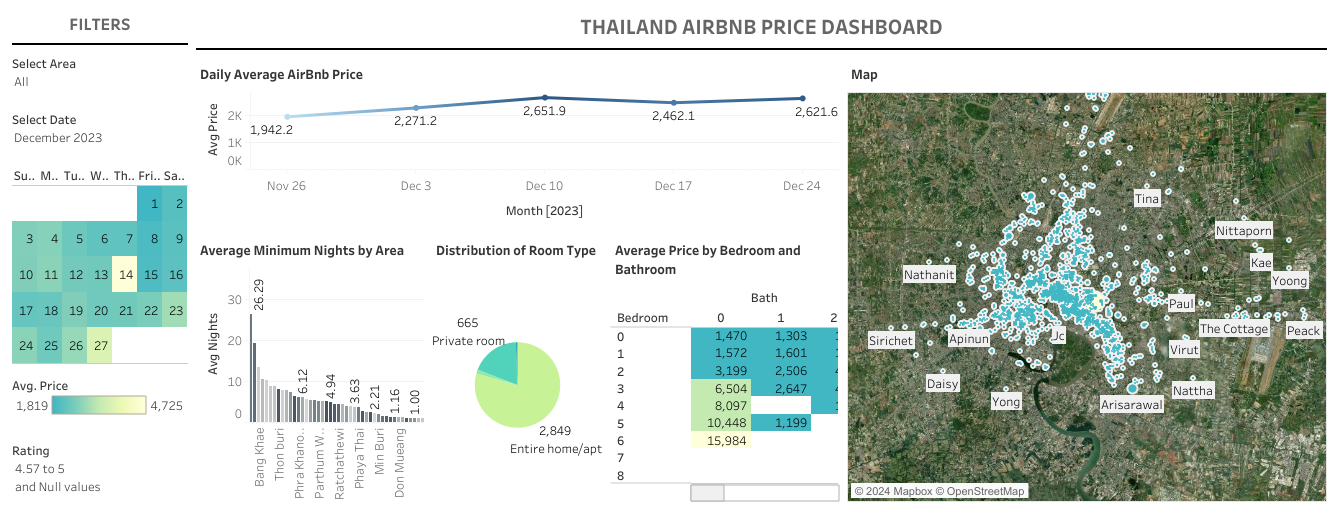 FILTERS
THAILAND AIRBNB PRICE DASHBOARD
Select Area
All
Select Date
December 2023
Su.. M.. Tu.. W.. Th.. Fri.. Sa..
1 2
3 4 5 6 7 8 9
10 11 12 13 14 15 16
17 18 19 20 21 22 23
24 25 26 27
Avg. Price
1,819 4,725
Rating
4.57 to 5
and Null values
Daily Average AirBnb Price
Avg Price
2K
1K
0K
1,942.2
2,271.2
2,651.9
2,462.1
2,621.6
Nov 26 Dec 3 Dec 10 Dec 17 Dec 24
Month [2023]
Average Minimum Nights by Area
Avg Nights
30
20
10
0
26.29
6.12
4.94
3.63
2.21
1.16
1.00
Bang Khae
Thon buri
Phra Khano..
Parthum W..
Ratchathewi
Phaya Thai
Min Buri
Don Mueang
Distribution of Room Type
665
Private room
2,849
Entire home/apt
Average Price by Bedroom and
Bathroom
Bath
Bedroom 0 1 2
0 1,470 1,303
1 1,572 1,601
2 3,199 2,506
3 6,504 2,647
4 8,097
5 10,448 1,199
6 15,984
7
8
Map
Tina
Nittaporn
Kae
Nathanit
Yoong
Paul
The Cottage
Peack
Sirichet
Apinun
Jc
Virut
Daisy
Nattha
Yong
Arisarawal
© 2024 Mapbox © OpenStreetMap